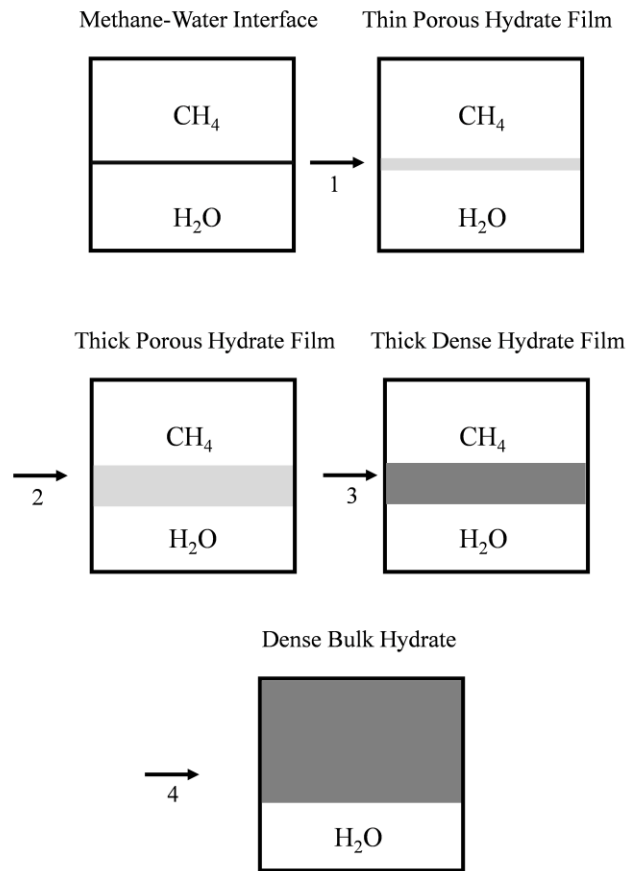 Methane-Water Interface
Thin Porous Hydrate Film
CH₄
CH₄
1
H₂O
H₂O
Thick Porous Hydrate Film
Thick Dense Hydrate Film
CH₄
CH₄
2
3
H₂O
H₂O
Dense Bulk Hydrate
4
H₂O